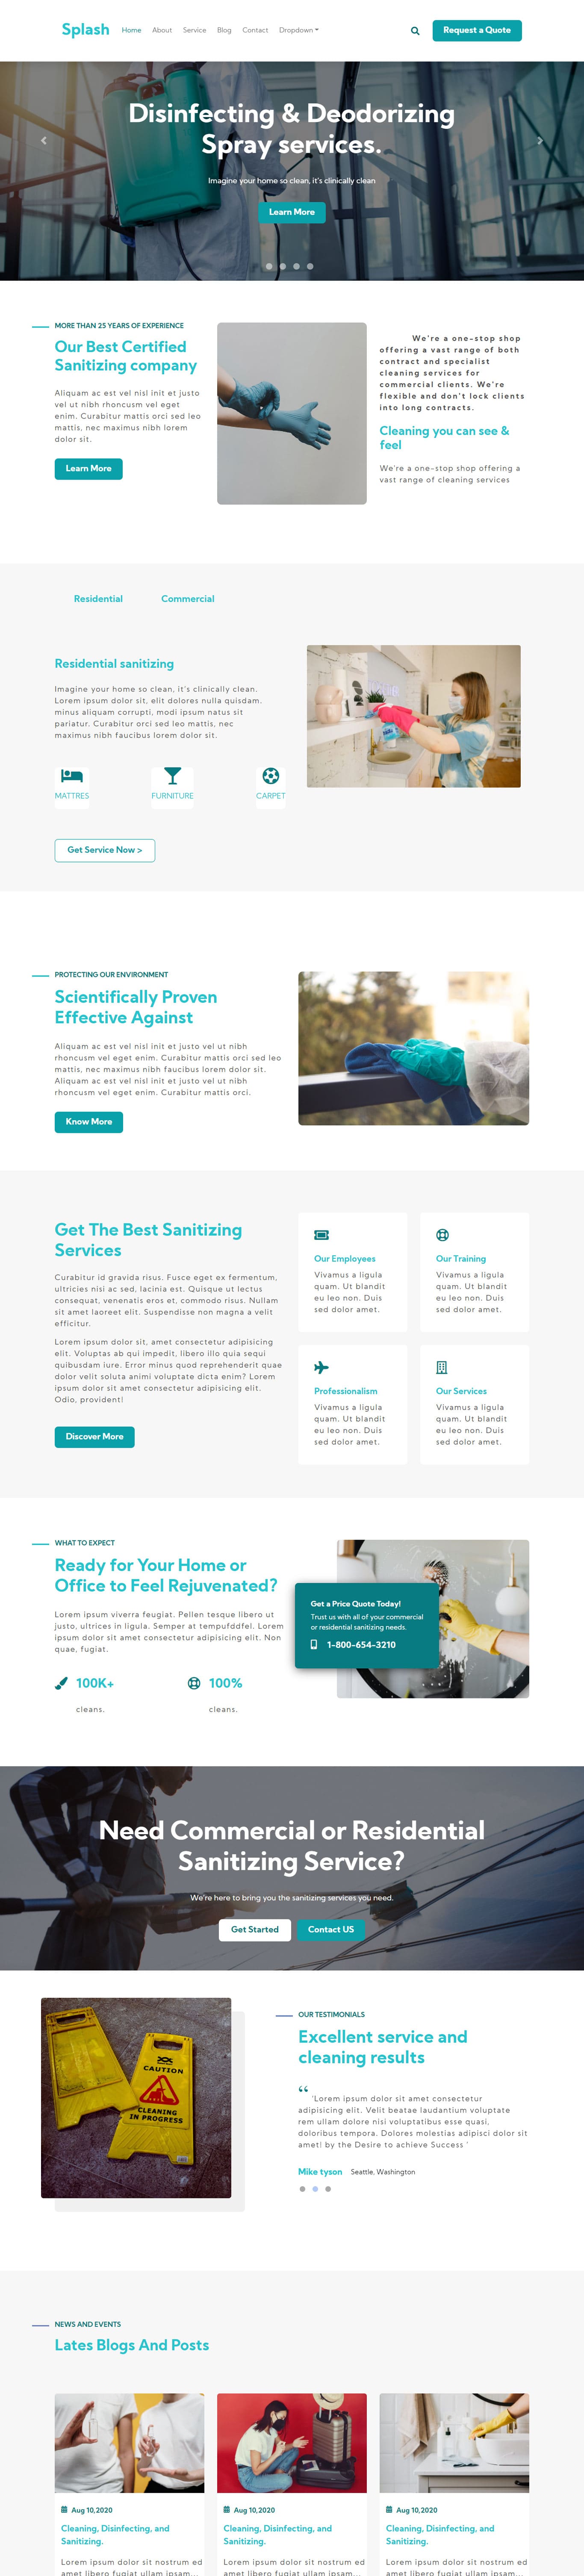 Splash
Home About Service Blog Contact Dropdown
Request a Quote
Disinfecting & Deodorizing
Spray services.
Imagine your home so clean, it's clinically clean
Learn More
MORE THAN 25 YEARS OF EXPERIENCE
Our Best Certified
Sanitizing company
Aliquam ac est vel nisl init et justo
vel ut nibh rhoncusm vel eget
enim. Curabitur mattis orci sed leo
mattis, nec maximus nibh lorem
dolor sit.
Learn More
We're a one-stop shop
offering a vast range of both
contract and specialist
cleaning services for
commercial clients. We're
flexible and don't lock clients
into long contracts.
Cleaning you can see &
feel
We're a one-stop shop offering a
vast range of cleaning services
Residential Commercial
Residential sanitizing
Imagine your home so clean, it's clinically clean.
Lorem ipsum dolor sit, elit dolores nulla quisdam.
minus aliquam corrupti, modi ipsum natus sit
pariatur. Curabitur orci sed leo mattis, nec
maximus nibh faucibus lorem dolor sit.
MATTRES
FURNITURE
CARPET
Get Service Now >
PROTECTING OUR ENVIRONMENT
Scientifically Proven
Effective Against
Aliquam ac est vel nisl init et justo vel ut nibh
rhoncusm vel eget enim. Curabitur mattis orci sed leo
mattis, nec maximus nibh faucibus lorem dolor sit.
Aliquam ac est vel nisl init et justo vel ut nibh
rhoncusm vel eget enim. Curabitur mattis orci.
Know More
Get The Best Sanitizing
Services
Curabitur id gravida risus. Fusce eget ex fermentum,
ultricies nisi ac sed, lacinia est. Quisque ut lectus
consequat, venenatis eros et, commodo risus. Nullam
sit amet laoreet elit. Suspendisse non magna a velit
efficitur.
Lorem ipsum dolor sit, amet consectetur adipisicing
elit. Voluptas ab qui impedit, libero illo quia sequi
quibusdam iure. Error minus quod reprehenderit quae
dolor velit soluta animi voluptate dicta enim? Lorem
ipsum dolor sit amet consectetur adipisicing elit.
Odio, provident!
Discover More
Our Employees
Vivamus a ligula
quam. Ut blandit
eu leo non. Duis
sed dolor amet.
Our Training
Vivamus a ligula
quam. Ut blandit
eu leo non. Duis
sed dolor amet.
Professionalism
Vivamus a ligula
quam. Ut blandit
eu leo non. Duis
sed dolor amet.
Our Services
Vivamus a ligula
quam. Ut blandit
eu leo non. Duis
sed dolor amet.
WHAT TO EXPECT
Ready for Your Home or
Office to Feel Rejuvenated?
Lorem ipsum viverra feugiat. Pellen tesque libero ut
justo, ultrices in ligula. Semper at tempufddfel. Lorem
ipsum dolor sit amet consectetur adipisicing elit. Non
quae, fugiat.
100K+
cleans.
100%
cleans.
Get a Price Quote Today!
Trust us with all of your commercial
or residential sanitizing needs.
1-800-654-3210
Need Commercial or Residential
Sanitizing Service?
We're here to bring you the sanitizing services you need.
Get Started
Contact US
CAUTION
CLEANING
IN PROGRESS
OUR TESTIMONIALS
Excellent service and
cleaning results
“
'Lorem ipsum dolor sit amet consectetur
adipisicing elit. Velit beatae laudantium voluptate
rem ullam dolore nisi voluptatibus esse quasi,
doloribus tempora. Dolores molestias adipisci dolor sit
amet! by the Desire to achieve Success '
Mike tyson Seattle, Washington
NEWS AND EVENTS
Lates Blogs And Posts
Aug 10,2020
Cleaning, Disinfecting, and
Sanitizing.
Lorem ipsum dolor sit nostrud ed
amet libero fugiat ullam ipsam...
Aug 10,2020
Cleaning, Disinfecting, and
Sanitizing.
Lorem ipsum dolor sit nostrud ed
amet libero fugiat ullam ipsam...
Aug 10,2020
Cleaning, Disinfecting, and
Sanitizing.
Lorem ipsum dolor sit nostrud ed
amet libero fugiat ullam ipsam...